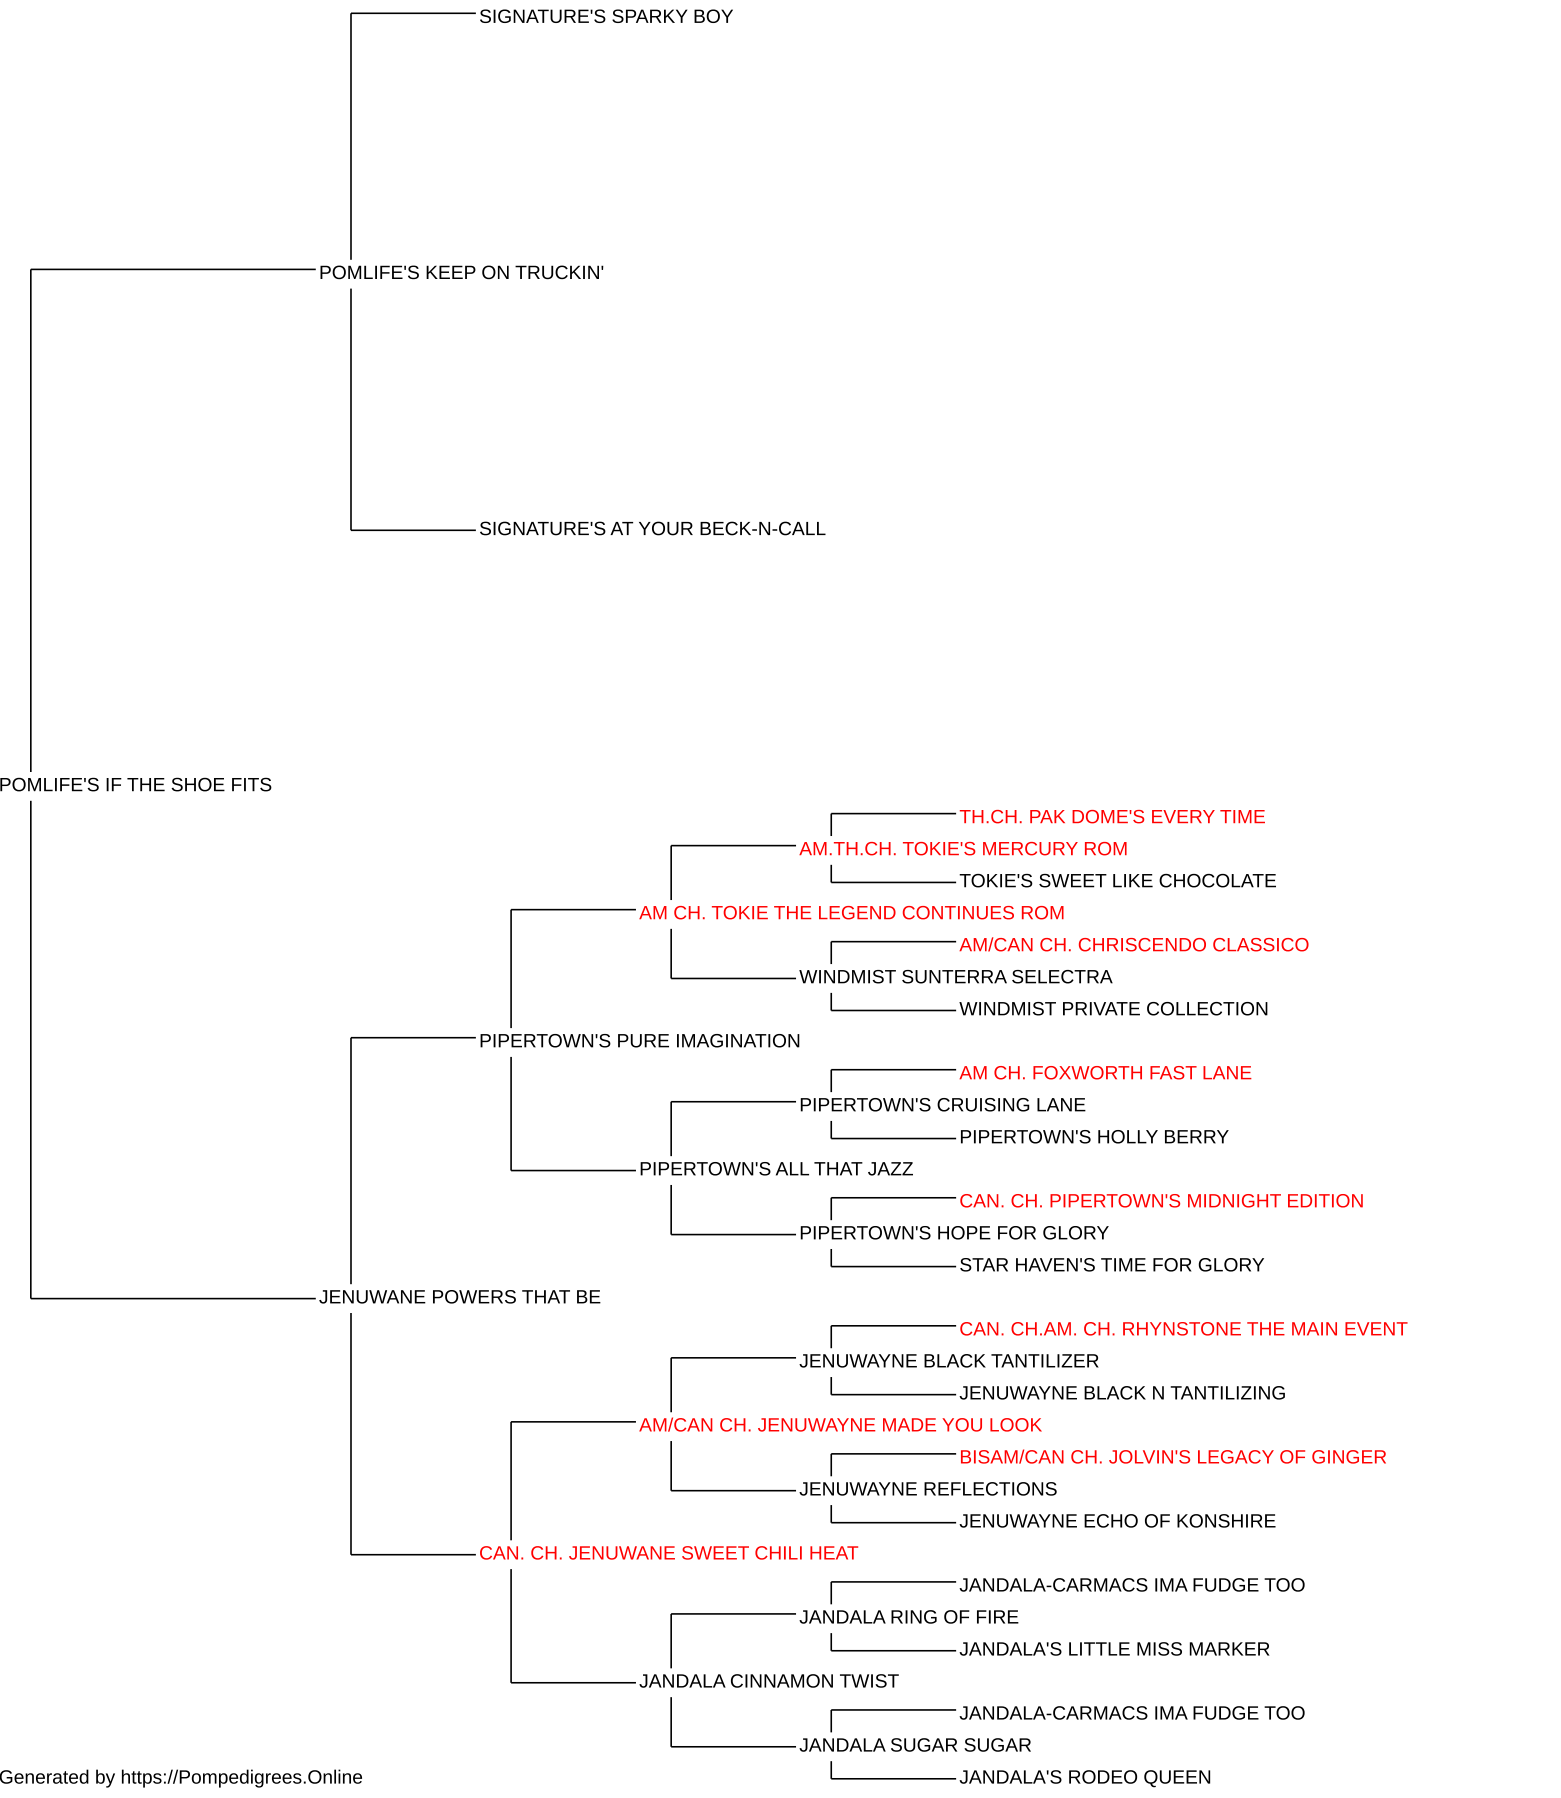 SIGNATURE'S SPARKY BOY
POMLIFE'S KEEP ON TRUCKIN'
SIGNATURE'S AT YOUR BECK-N-CALL
POMLIFE'S IF THE SHOE FITS
TH.CH. PAK DOME'S EVERY TIME
AM.TH.CH. TOKIE'S MERCURY ROM
TOKIE'S SWEET LIKE CHOCOLATE
AM CH. TOKIE THE LEGEND CONTINUES ROM
AM/CAN CH. CHRISCENDO CLASSICO
WINDMIST SUNTERRA SELECTRA
WINDMIST PRIVATE COLLECTION
PIPERTOWN'S PURE IMAGINATION
AM CH. FOXWORTH FAST LANE
PIPERTOWN'S CRUISING LANE
PIPERTOWN'S HOLLY BERRY
PIPERTOWN'S ALL THAT JAZZ
CAN. CH. PIPERTOWN'S MIDNIGHT EDITION
PIPERTOWN'S HOPE FOR GLORY
STAR HAVEN'S TIME FOR GLORY
JENUWANE POWERS THAT BE
CAN. CH.AM. CH. RHYNSTONE THE MAIN EVENT
JENUWAYNE BLACK TANTILIZER
JENUWAYNE BLACK N TANTILIZING
AM/CAN CH. JENUWAYNE MADE YOU LOOK
BISAM/CAN CH. JOLVIN'S LEGACY OF GINGER
JENUWAYNE REFLECTIONS
JENUWAYNE ECHO OF KONSHIRE
CAN. CH. JENUWANE SWEET CHILI HEAT
JANDALA-CARMACS IMA FUDGE TOO
JANDALA RING OF FIRE
JANDALA'S LITTLE MISS MARKER
JANDALA CINNAMON TWIST
JANDALA-CARMACS IMA FUDGE TOO
JANDALA SUGAR SUGAR
JANDALA'S RODEO QUEEN
Generated by https://Pompedigrees.Online